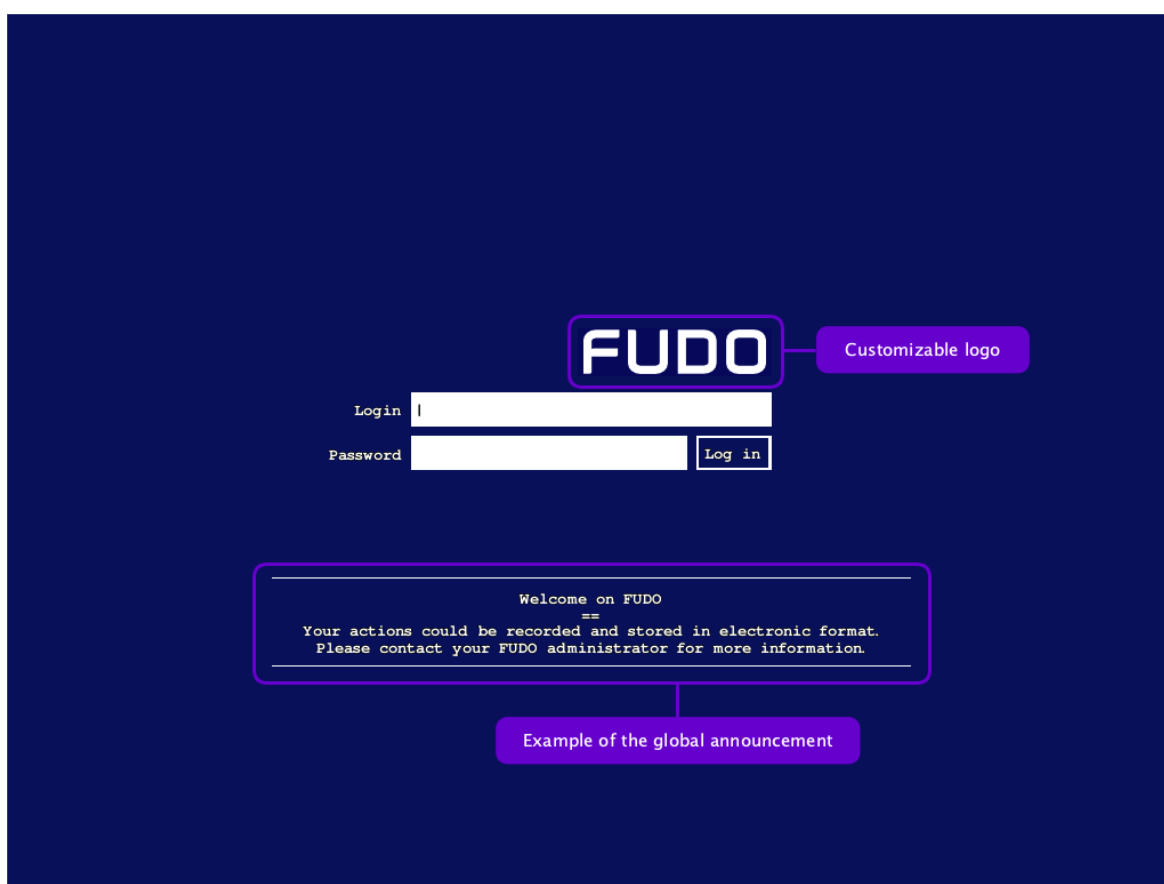 FUDO
Customizable logo
Login
Password
Log in
Welcome on FUDO
==
Your actions could be recorded and stored in electronic format.
Please contact your FUDO administrator for more information.
Example of the global announcement